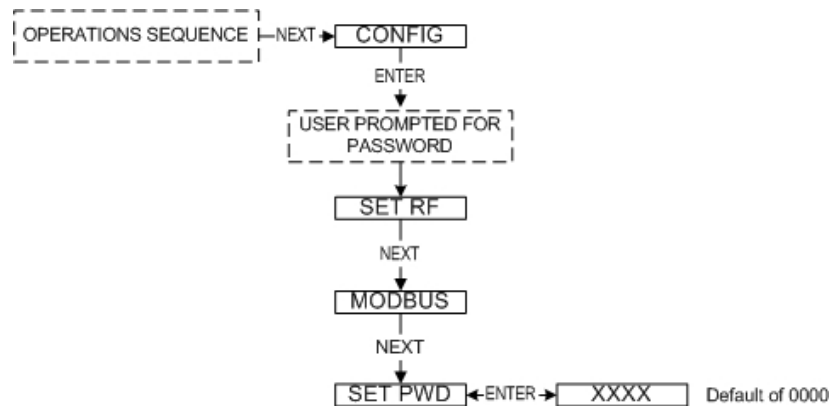 OPERATIONS SEQUENCE NEXT CONFIG
ENTER
USER PROMPTED FOR
PASSWORD
SET RF
NEXT
MODBUS
NEXT
SET PWD ENTER XXXX Default of 0000